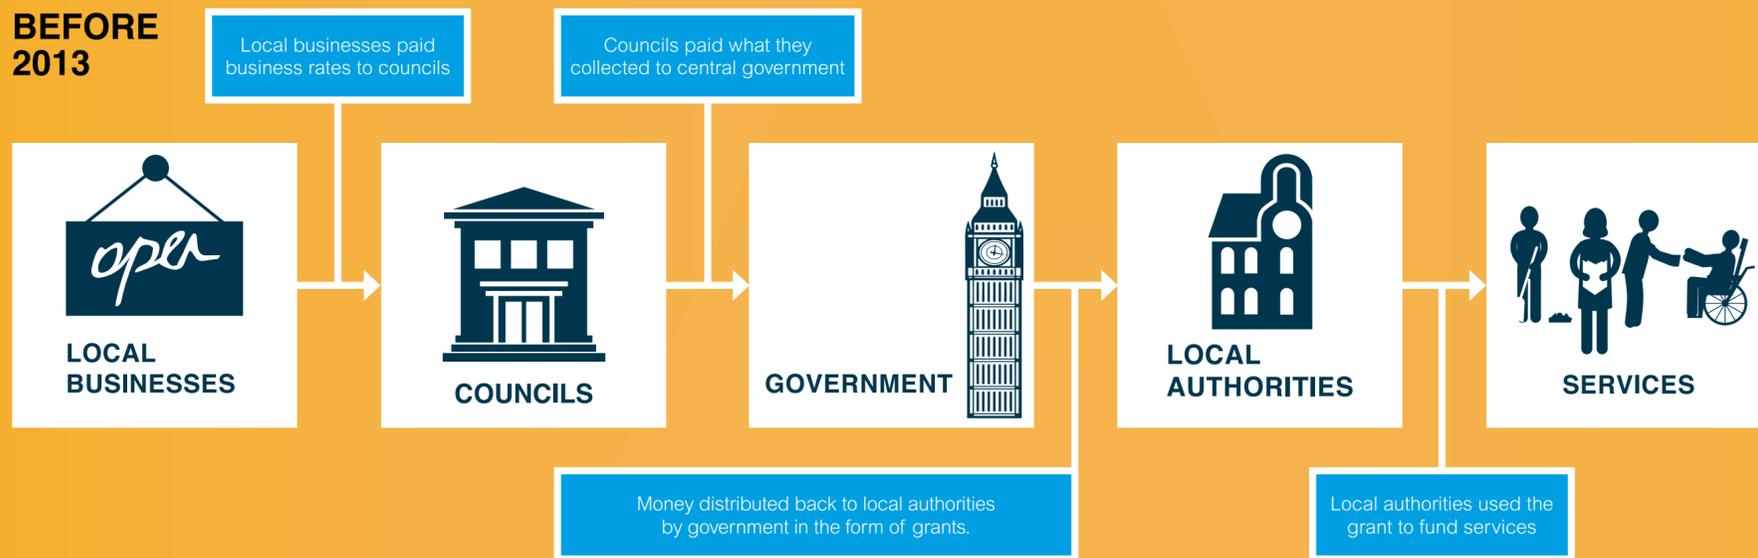 BEFORE
2013
Local businesses paid
business rates to councils
Councils paid what they
collected to central government
open
LOCAL
BUSINESSES
COUNCILS
GOVERNMENT
LOCAL
AUTHORITIES
SERVICES
Money distributed back to local authorities
by government in the form of grants.
Local authorities used the
grant to fund services